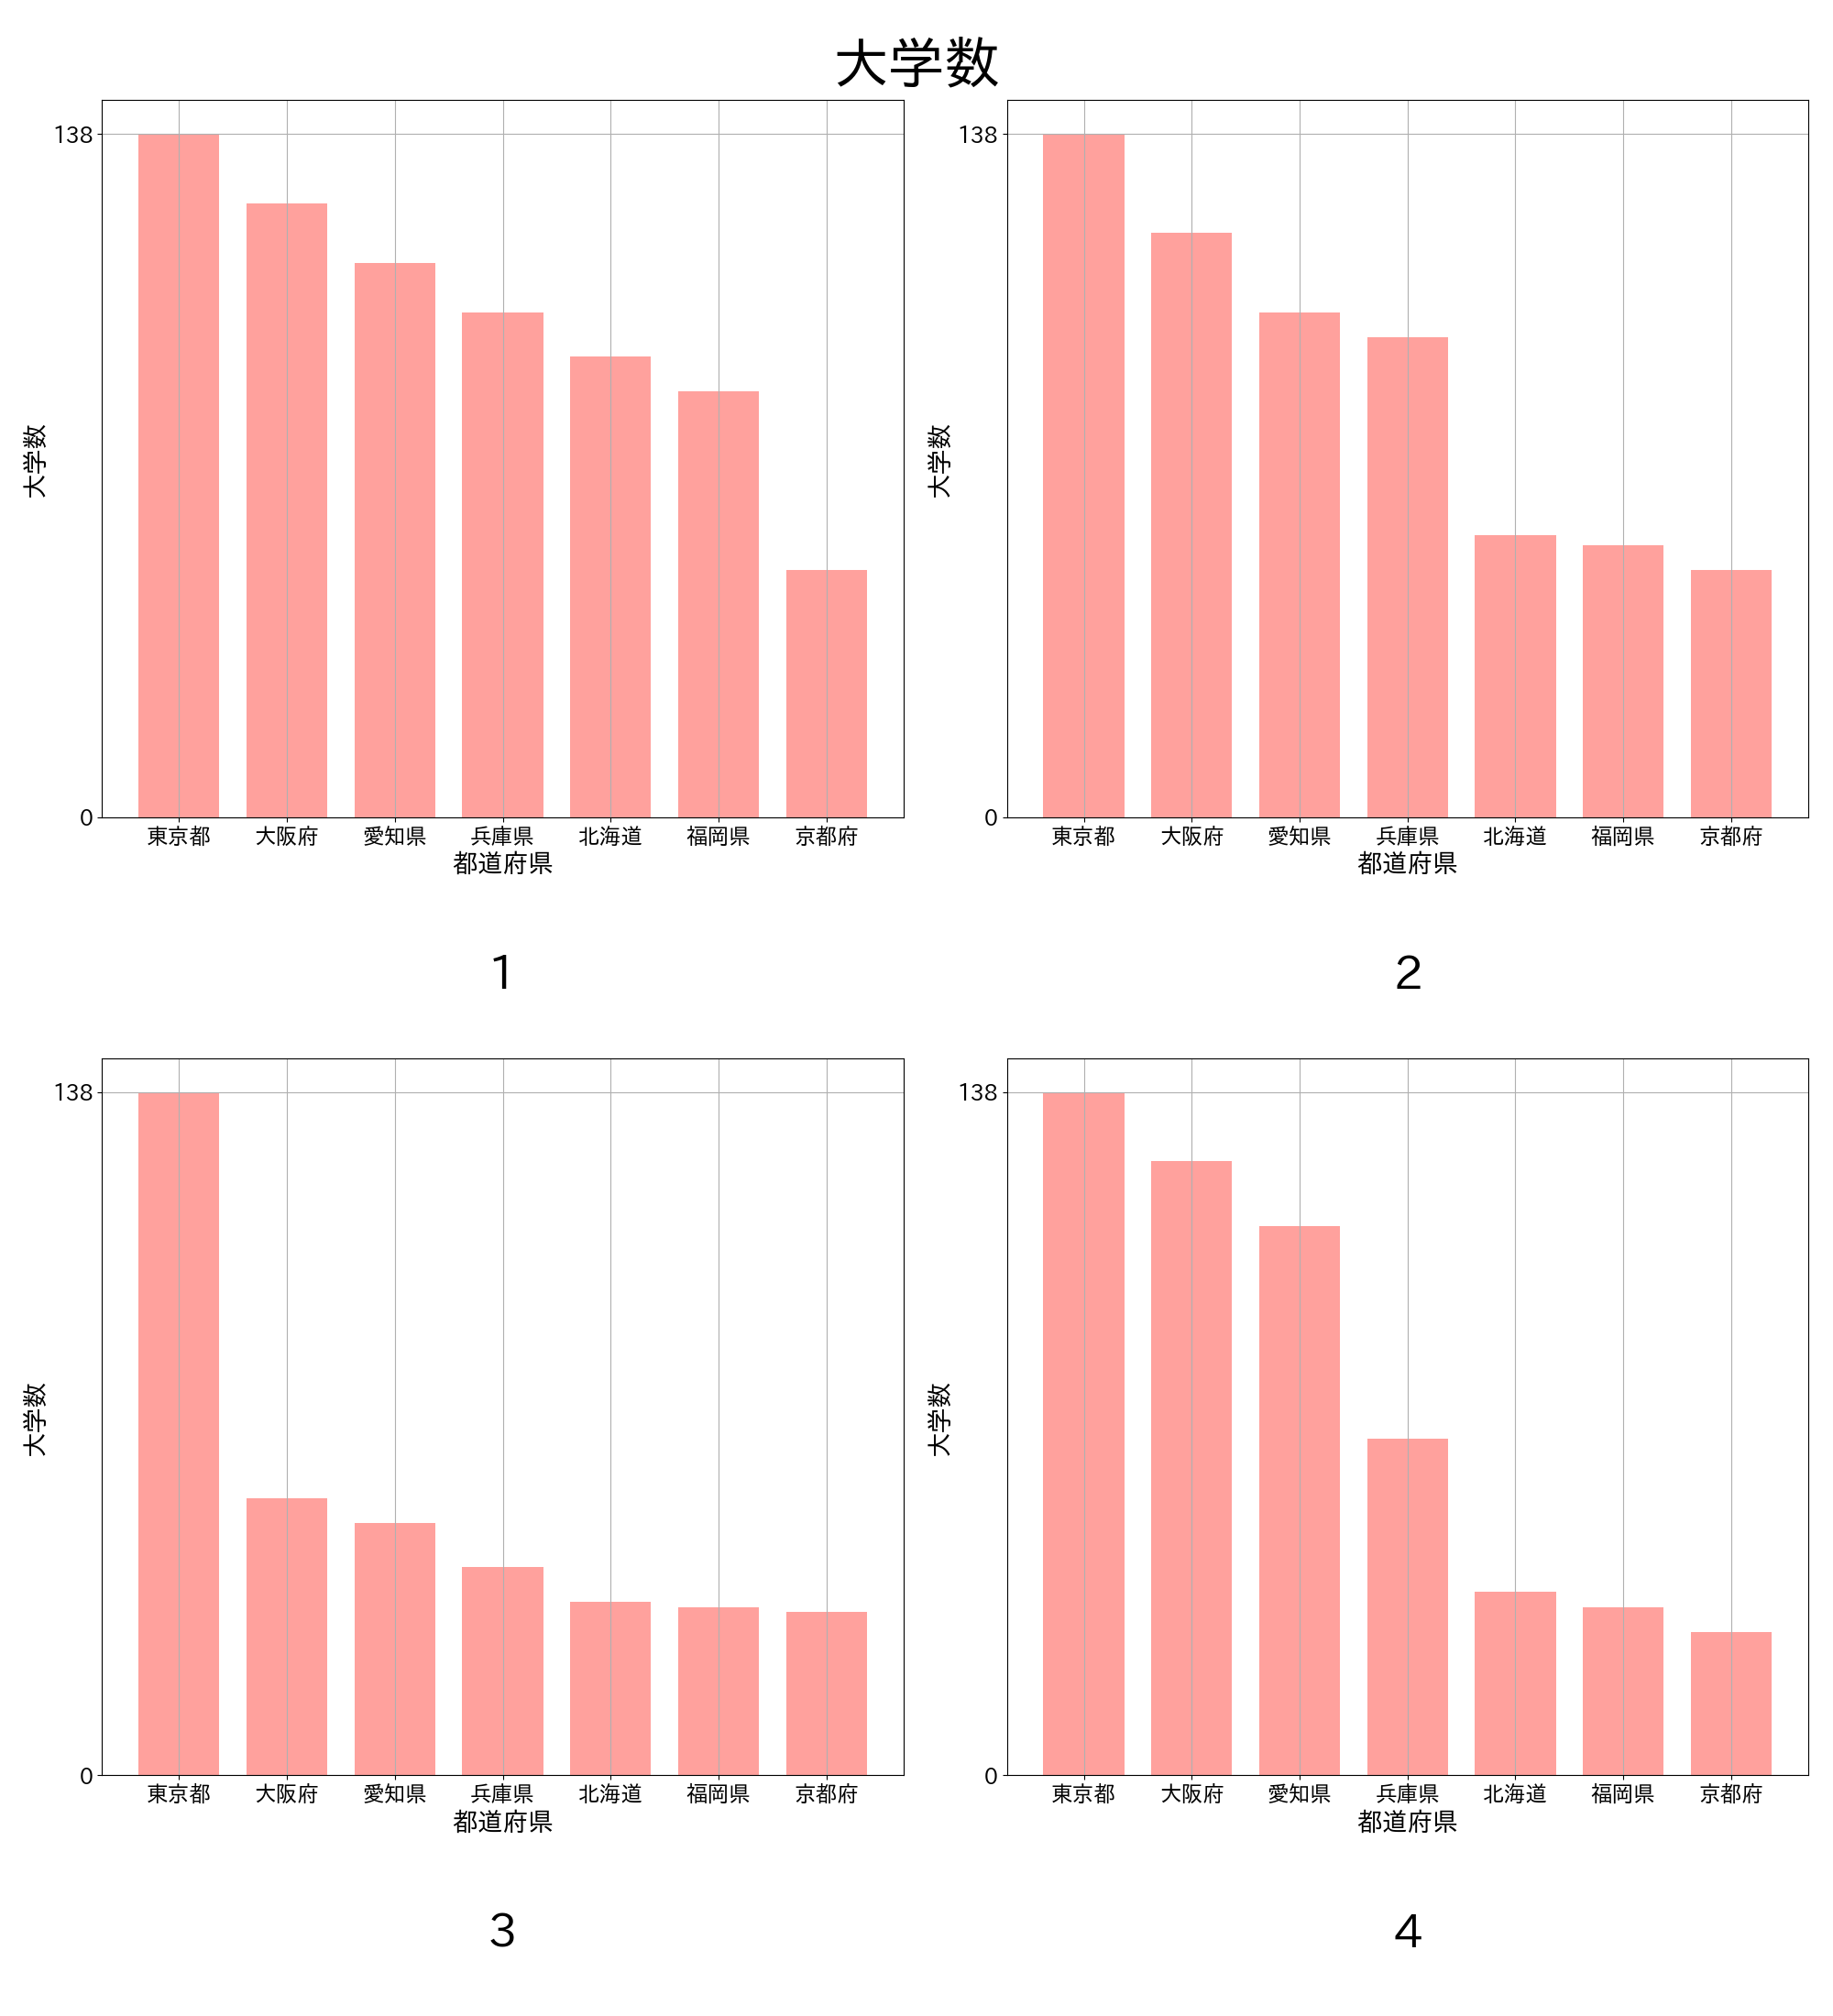 大学数
138
大学数
0
東京都 大阪府 愛知県 兵庫県 北海道 福岡県 京都府
都道府県
1
138
大学数
0
東京都 大阪府 愛知県 兵庫県 北海道 福岡県 京都府
都道府県
2
138
大学数
0
東京都 大阪府 愛知県 兵庫県 北海道 福岡県 京都府
都道府県
3
138
大学数
0
東京都 大阪府 愛知県 兵庫県 北海道 福岡県 京都府
都道府県
4